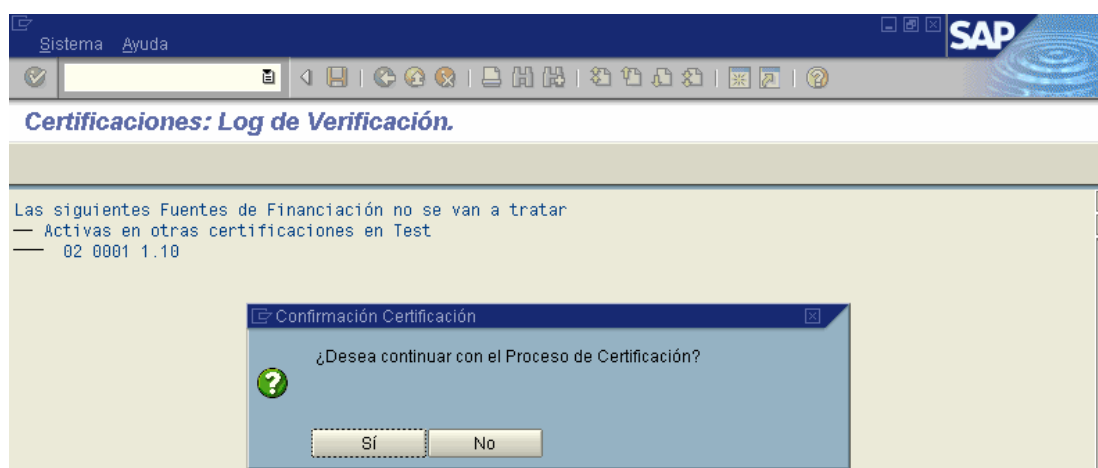 Sistema Ayuda
SAP
Certificaciones: Log de Verificación.
Las siguientes Fuentes de Financiación no se van a tratar
Activas en otras certificaciones en Test
02 0001 1.10
Confirmación Certificación
¿Desea continuar con el Proceso de Certificación?
Sí No